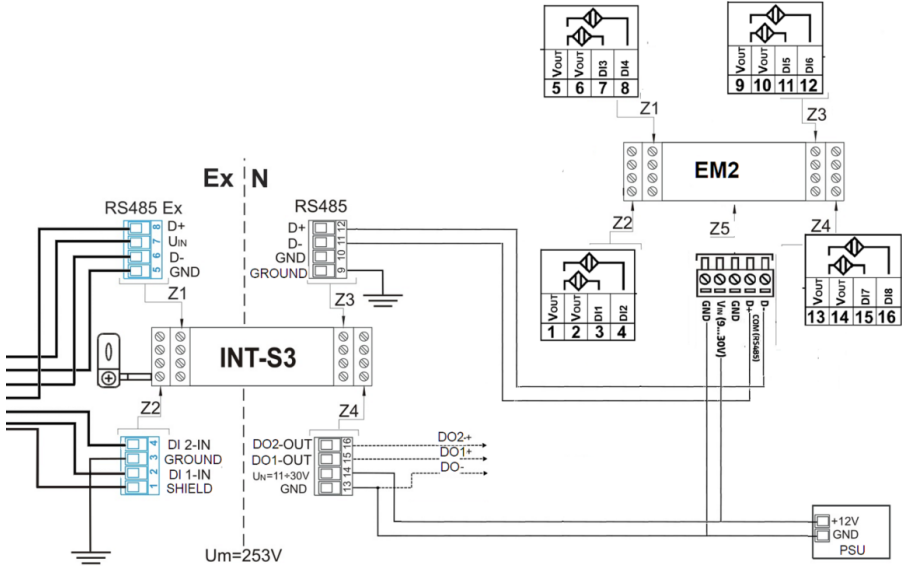 VOUT VOUT DI3 DI4
5 6 7 8
Z1
VOUT VOUT DI5 DI6
9 10 11 12
Z3
EM2
Z2
Z5
Z4
VOUT VOUT DI1 DI2
1 2 3 4
GND
VIN (9...30V)
GND
D+
D-
COM (RS485)
VOUT VOUT DI7 DI8
13 14 15 16
Ex N
RS485 Ex
8 D+
7 UIN
6 D-
5 GND
Z1
RS485
D+ 12
D- 11
GND 10
GROUND 9
Z3
0
INT-S3
Z2
Z4
4 DI 2-IN
3 GROUND
2 DI 1-IN
1 SHIELD
DO2-OUT 16 DO2-+
DO1-OUT 15 DO1+
UN=11÷30V 14 DO-
GND 13
Um=253V
+12V
GND
PSU